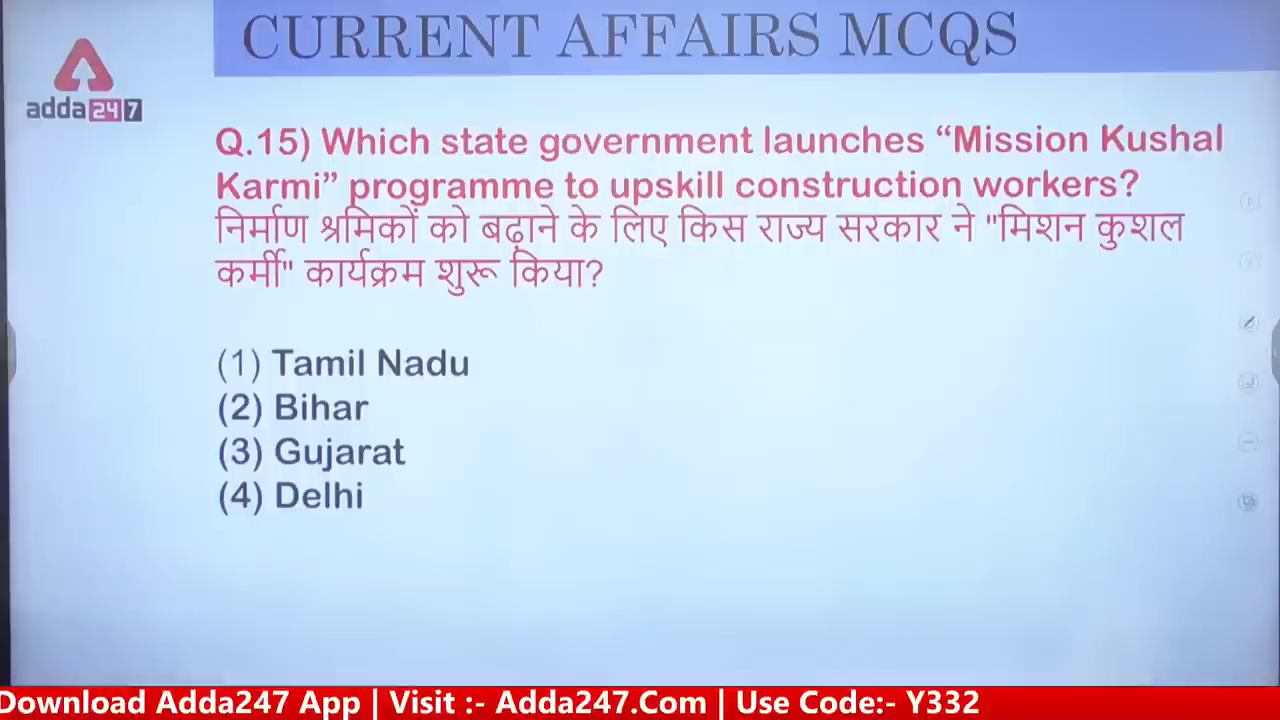 CURRENT AFFAIRS MCQS
adda247
Q.15) Which state government launches “Mission Kushal
Karmi” programme to upskill construction workers?
निर्माण श्रमिकों को बढ़ाने के लिए किस राज्य सरकार ने "मिशन कुशल
कर्मी" कार्यक्रम शुरू किया?
(1) Tamil Nadu
(2) Bihar
(3) Gujarat
(4) Delhi
Download Adda247 App | Visit :- Adda247.Com | Use Code:- Y332